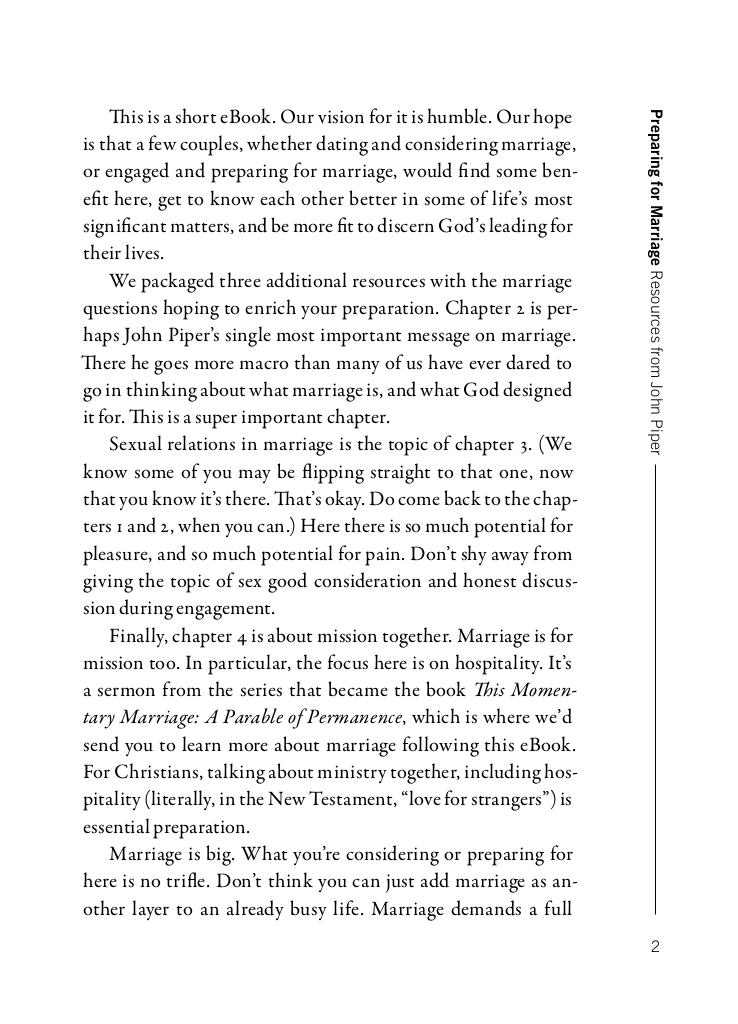 This is a short eBook. Our vision for it is humble. Our hope
is that a few couples, whether dating and considering marriage,
or engaged and preparing for marriage, would find some ben-
efit here, get to know each other better in some of life’s most
significant matters, and be more fit to discern God’s leading for
their lives.
We packaged three additional resources with the marriage
questions hoping to enrich your preparation. Chapter 2 is per-
haps John Piper’s single most important message on marriage.
There he goes more macro than many of us have ever dared to
go in thinking about what marriage is, and what God designed
it for. This is a super important chapter.
Sexual relations in marriage is the topic of chapter 3. (We
know some of you may be flipping straight to that one, now
that you know it’s there. That’s okay. Do come back to the chap-
ters 1 and 2, when you can.) Here there is so much potential for
pleasure, and so much potential for pain. Don’t shy away from
giving the topic of sex good consideration and honest discus-
sion during engagement.
Finally, chapter 4 is about mission together. Marriage is for
mission too. In particular, the focus here is on hospitality. It’s
a sermon from the series that became the book This Momen-
tary Marriage: A Parable of Permanence, which is where we’d
send you to learn more about marriage following this eBook.
For Christians, talking about ministry together, including hos-
pitality (literally, in the New Testament, “love for strangers”) is
essential preparation.
Marriage is big. What you’re considering or preparing for
here is no trifle. Don’t think you can just add marriage as an-
other layer to an already busy life. Marriage demands a full
Preparing for Marriage Resources from John Piper
2